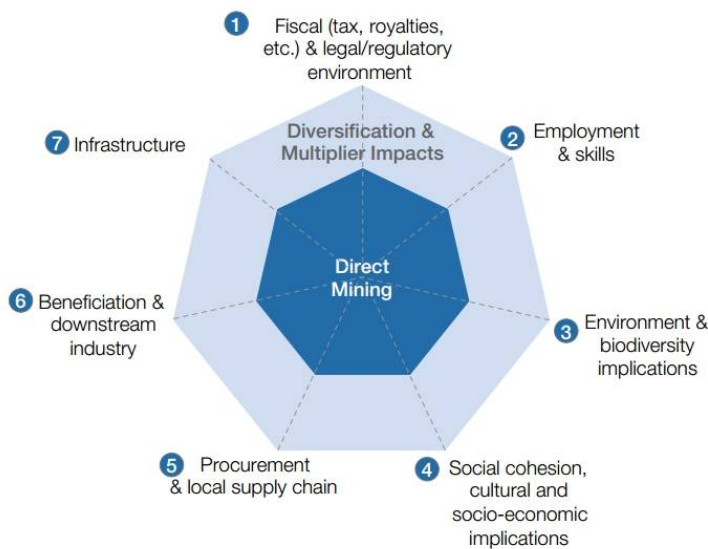 1
Fiscal (tax, royalties,
etc.) & legal/regulatory
environment
Diversification &
Multiplier Impacts
2
Employment
& skills
7
Infrastructure
Direct
Mining
6
Beneficiation &
downstream
industry
3
Environment &
biodiversity
implications
5
Procurement
& local supply chain
4
Social cohesion,
cultural and
socio-economic
implications